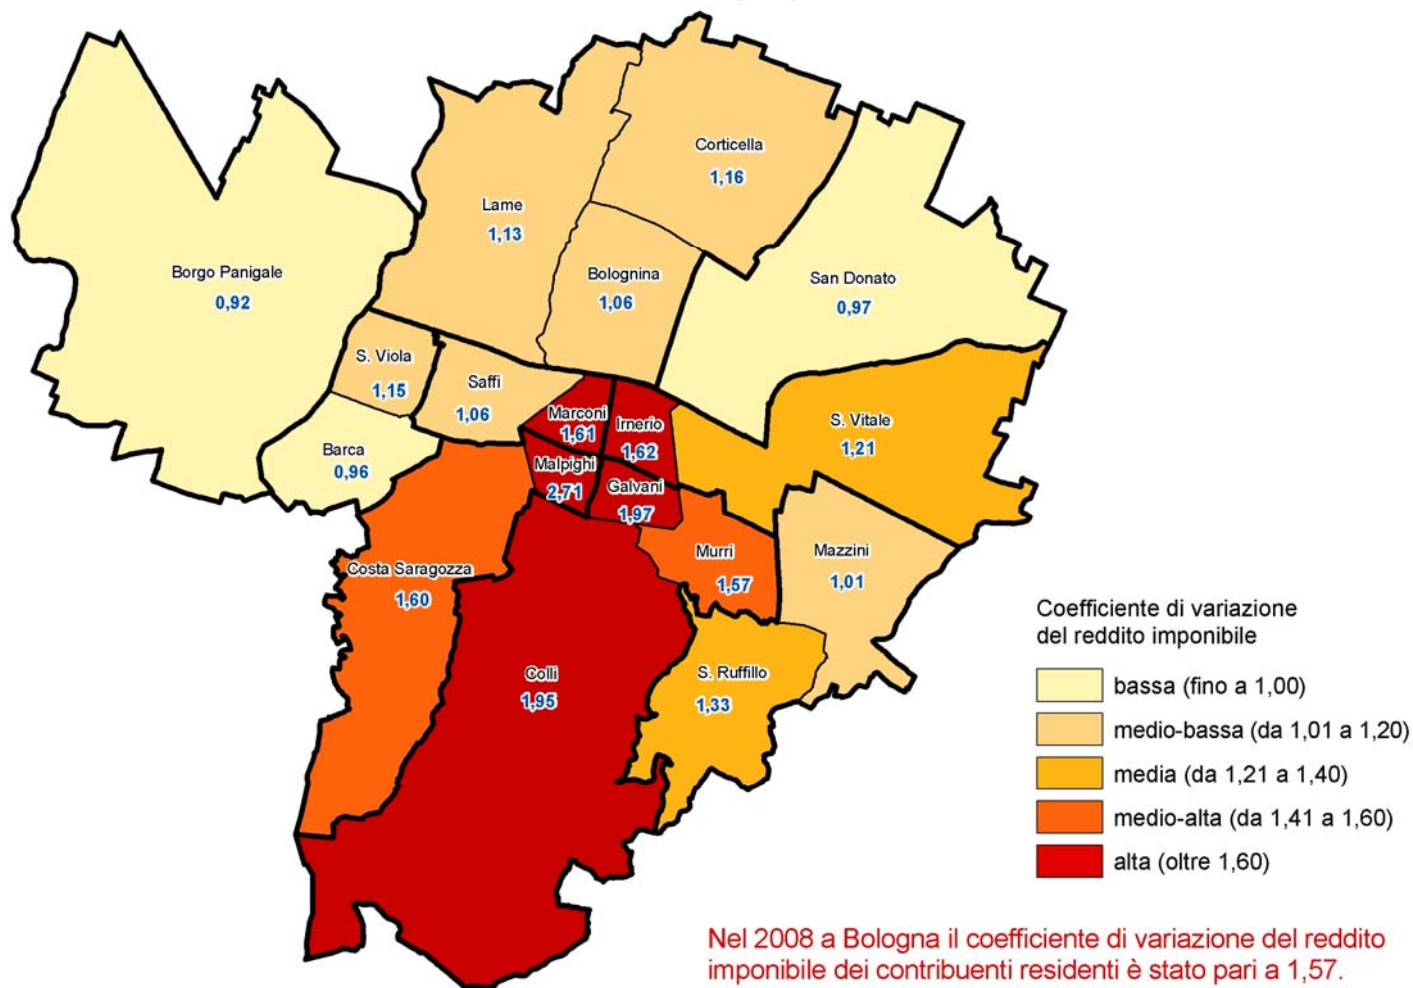 Corticella
1,16
Lame
1,13
Borgo Panigale
0,92
Bolognina
1,06
San Donato
0,97
S. Viola
1,15
Saffi
1,06
Marconi
1,61
Irnerio
1,62
S. Vitale
1,21
Barca
0,96
Malpighi
2,71
Galvani
1,97
Murri
1,57
Mazzini
1,01
Costa Saragozza
1,60
Colli
1,95
S. Ruffillo
1,33
Coefficiente di variazione
del reddito imponibile
bassa (fino a 1,00)
medio-bassa (da 1,01 a 1,20)
media (da 1,21 a 1,40)
medio-alta (da 1,41 a 1,60)
alta (oltre 1,60)
Nel 2008 a Bologna il coefficiente di variazione del reddito
imponibile dei contribuenti residenti è stato pari a 1,57.